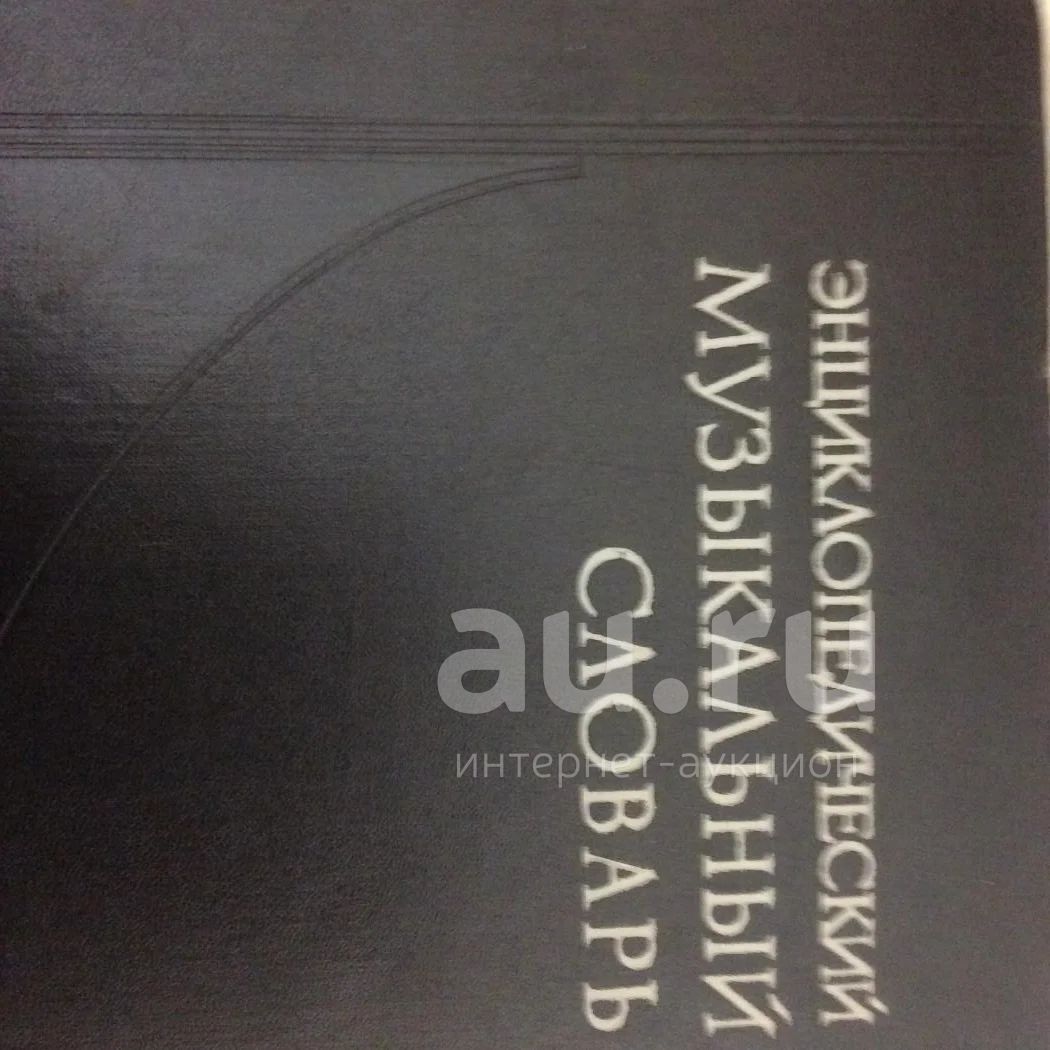 ЭНЦИКЛОПЕДИЧЕСКИЙ
МУЗЫКАЛЬНЫЙ
СЛОВАРЬ
au.ru
интернет-аукцион